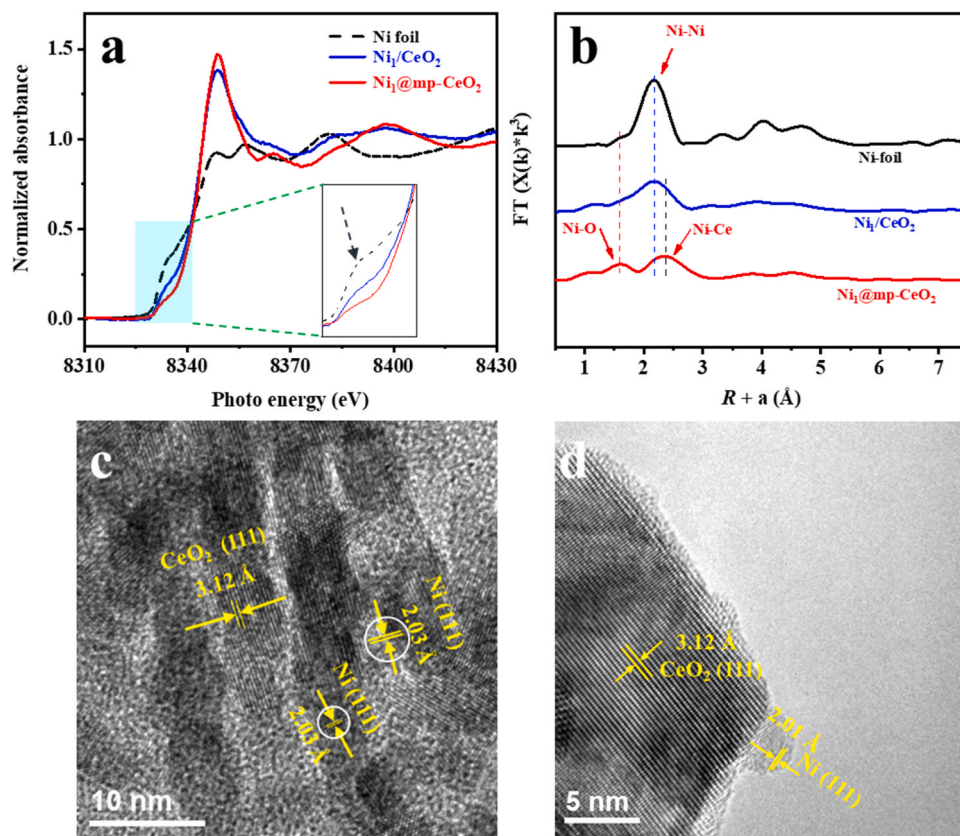 a
Ni foil
Ni₁/CeO₂
Ni₁@mp-CeO₂
Normalized absorbance
1.5
1.0
0.5
0.0
8310
8340
8370
8400
8430
Photo energy (eV)
b
Ni-Ni
Ni-foil
Ni-O
Ni-Ce
Ni₁/CeO₂
Ni₁@mp-CeO₂
FT (X(k)*k³)
1
2
3
4
5
6
7
R + a (Å)
c
CeO₂ (111)
3.12 Å
Ni (111)
2.03 Å
Ni (111)
2.03 Å
10 nm
d
3.12 Å
CeO₂ (111)
2.01 Å
Ni (111)
5 nm